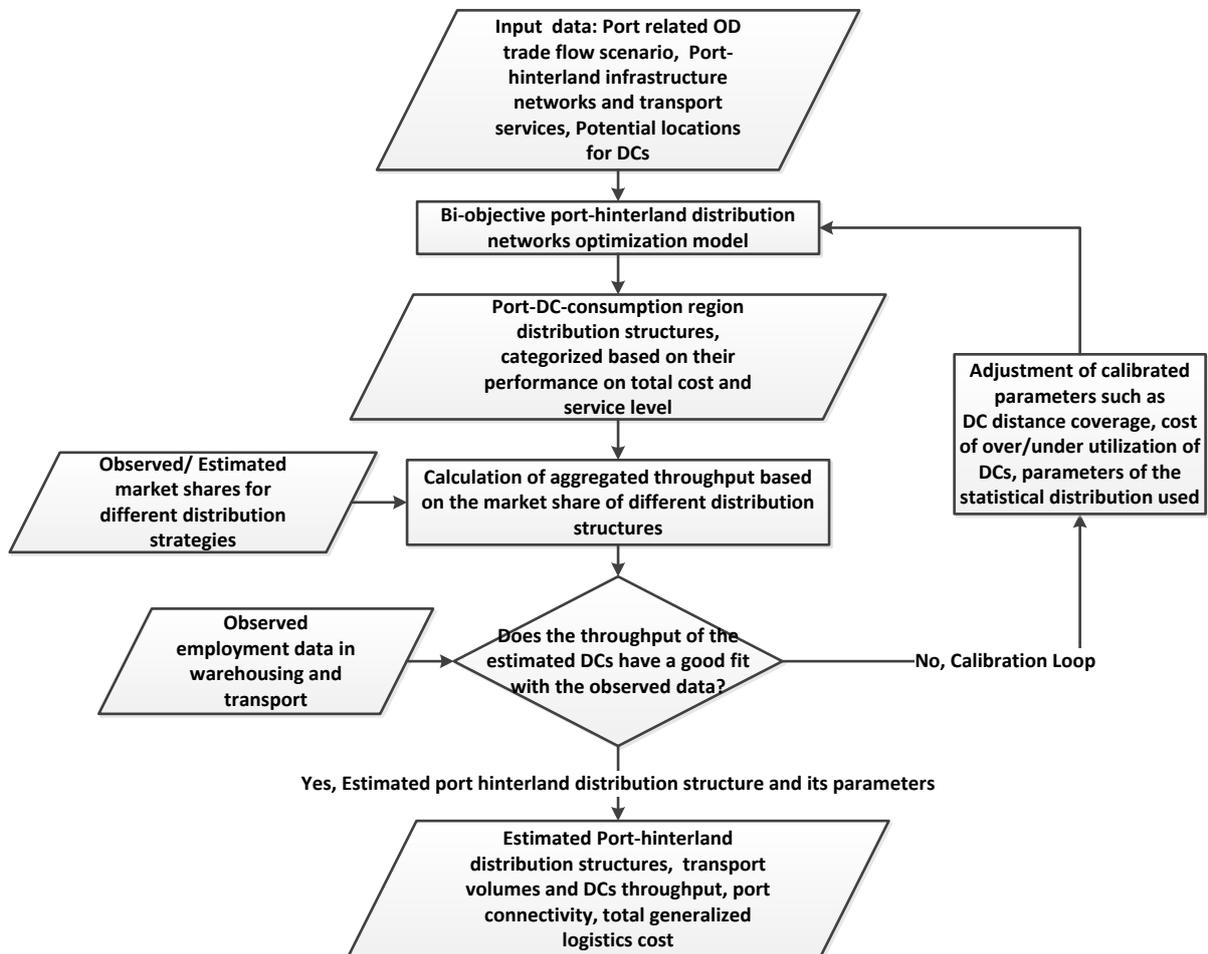 Input data: Port related OD
trade flow scenario, Port-
hinterland infrastructure
networks and transport
services, Potential locations
for DCs
Bi-objective port-hinterland distribution
networks optimization model
Port-DC-consumption region
distribution structures,
categorized based on their
performance on total cost and
service level
Adjustment of calibrated
parameters such as
DC distance coverage, cost
of over/under utilization of
DCs, parameters of the
statistical distribution used
Observed/ Estimated
market shares for
different distribution
strategies
Calculation of aggregated throughput based
on the market share of different distribution
structures
Observed
employment data in
warehousing and
transport
Does the throughput of the
estimated DCs have a good fit
with the observed data?
No, Calibration Loop
Yes, Estimated port hinterland distribution structure and its parameters
Estimated Port-hinterland
distribution structures, transport
volumes and DCs throughput, port
connectivity, total generalized
logistics cost